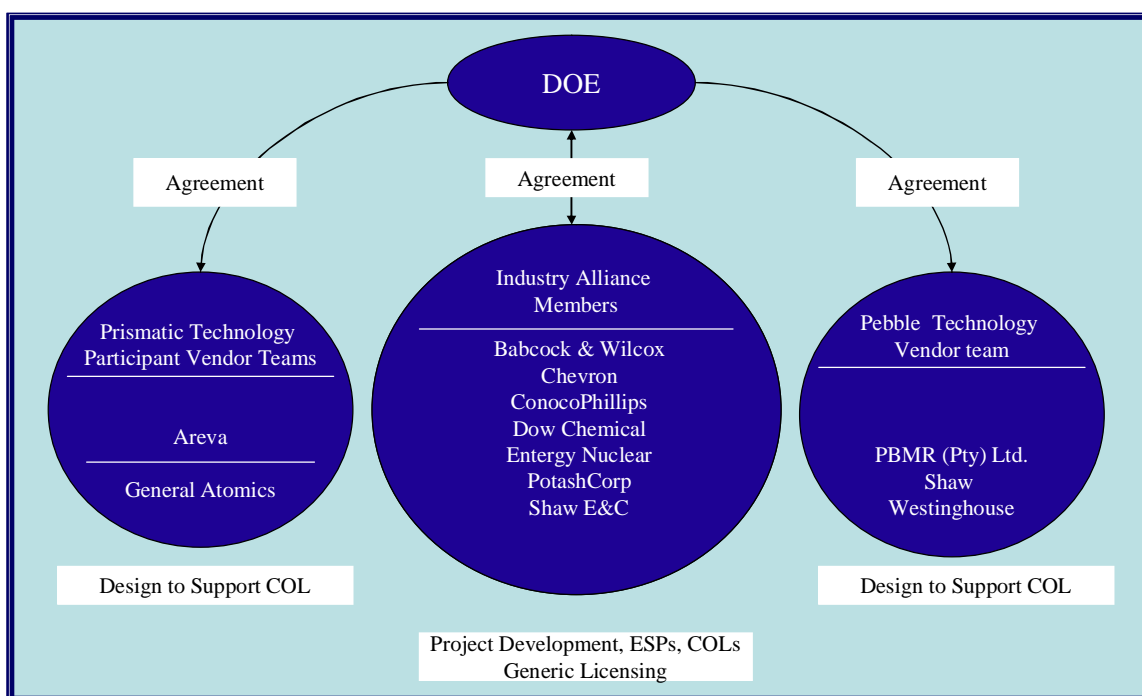 DOE
Agreement
Agreement
Agreement
Prismatic Technology
Participant Vendor Teams
Areva
General Atomics
Design to Support COL
Industry Alliance
Members
Babcock & Wilcox
Chevron
ConocoPhillips
Dow Chemical
Entergy Nuclear
PotashCorp
Shaw E&C
Project Development, ESPs, COLs
Generic Licensing
Pebble Technology
Vendor team
PBMR (Pty) Ltd.
Shaw
Westinghouse
Design to Support COL